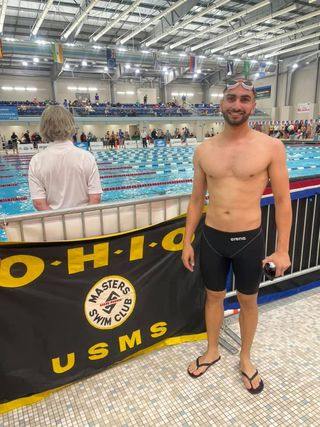 O·H·I·O
MASTERS
SWIM CLUB
USMS
arena